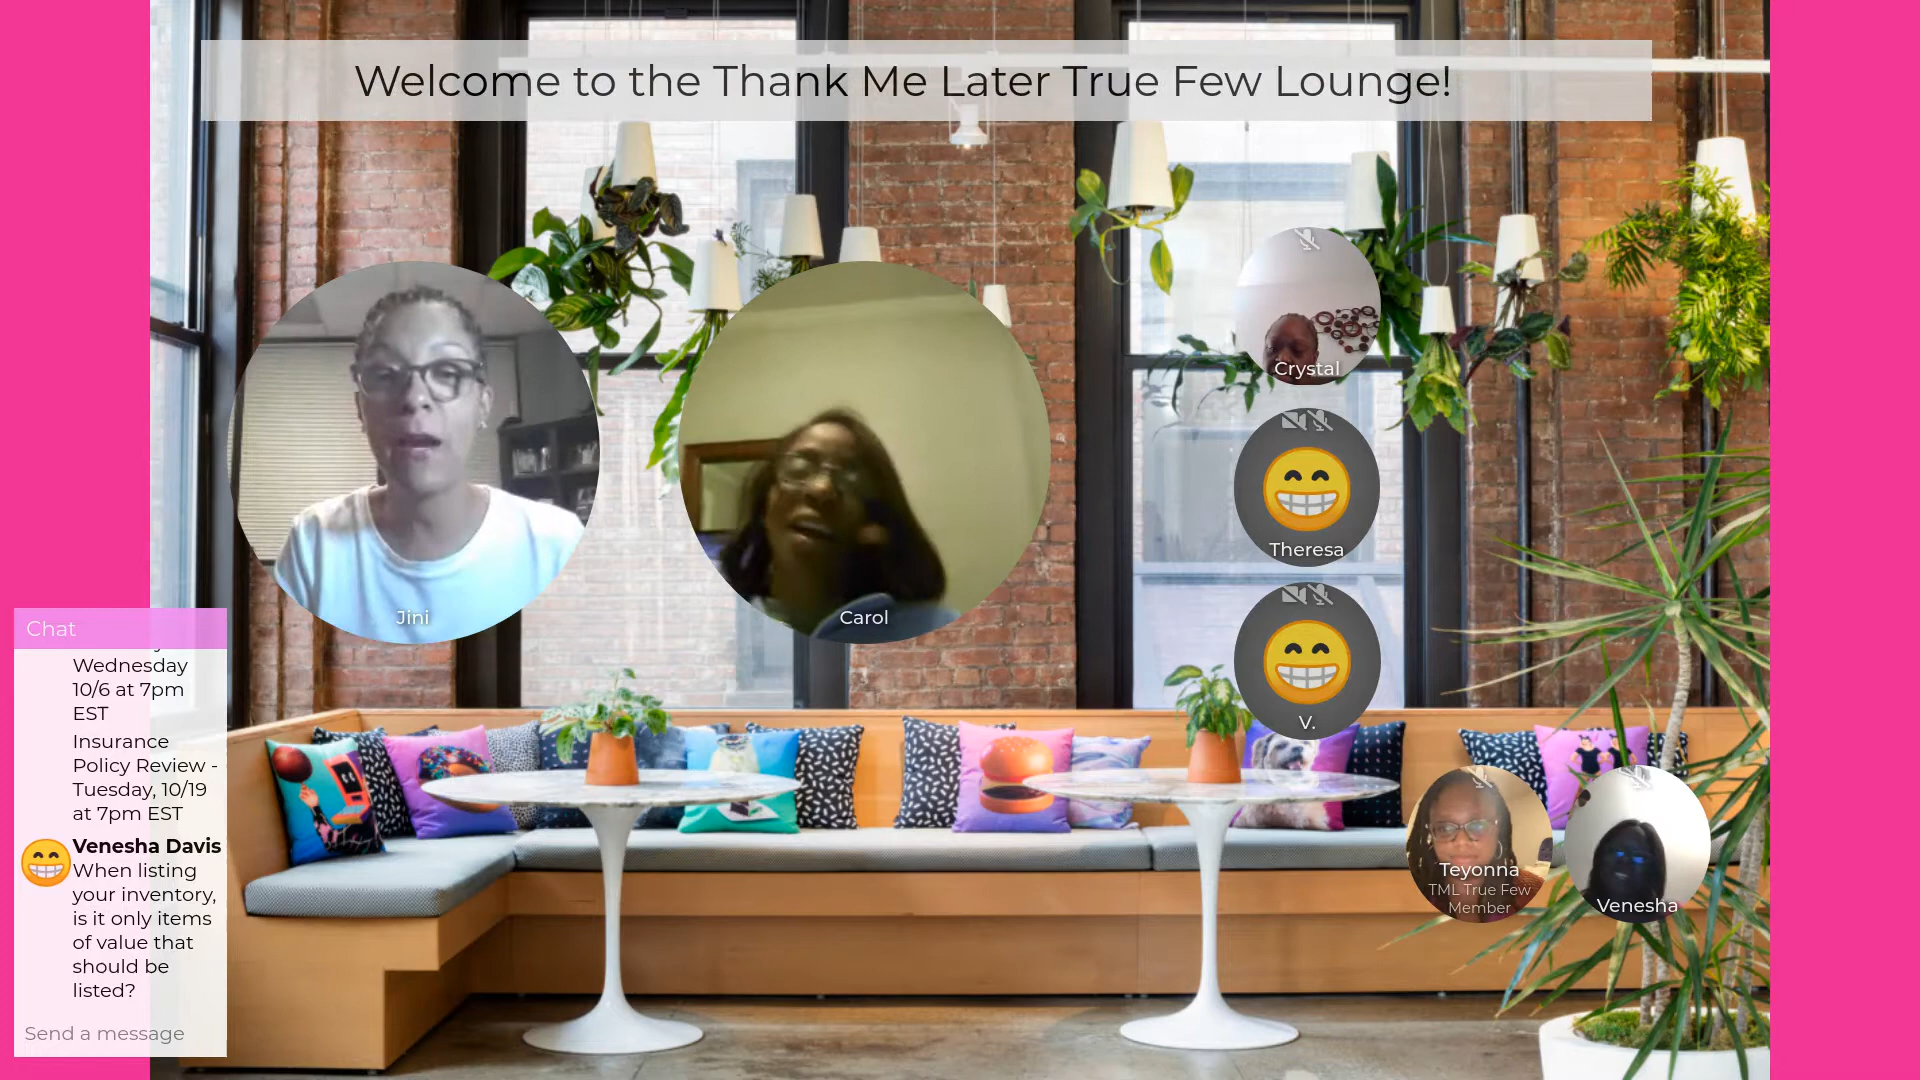 Welcome to the Thank Me Later True Few Lounge!
Crystal
Theresa
Jini
Carol
V.
Teyonna
TML True Few
Member
Venesha
Chat
Wednesday
10/6 at 7pm
EST
Insurance
Policy Review -
Tuesday, 10/19
at 7pm EST
Venesha Davis
When listing
your inventory,
is it only items
of value that
should be
listed?
Send a message